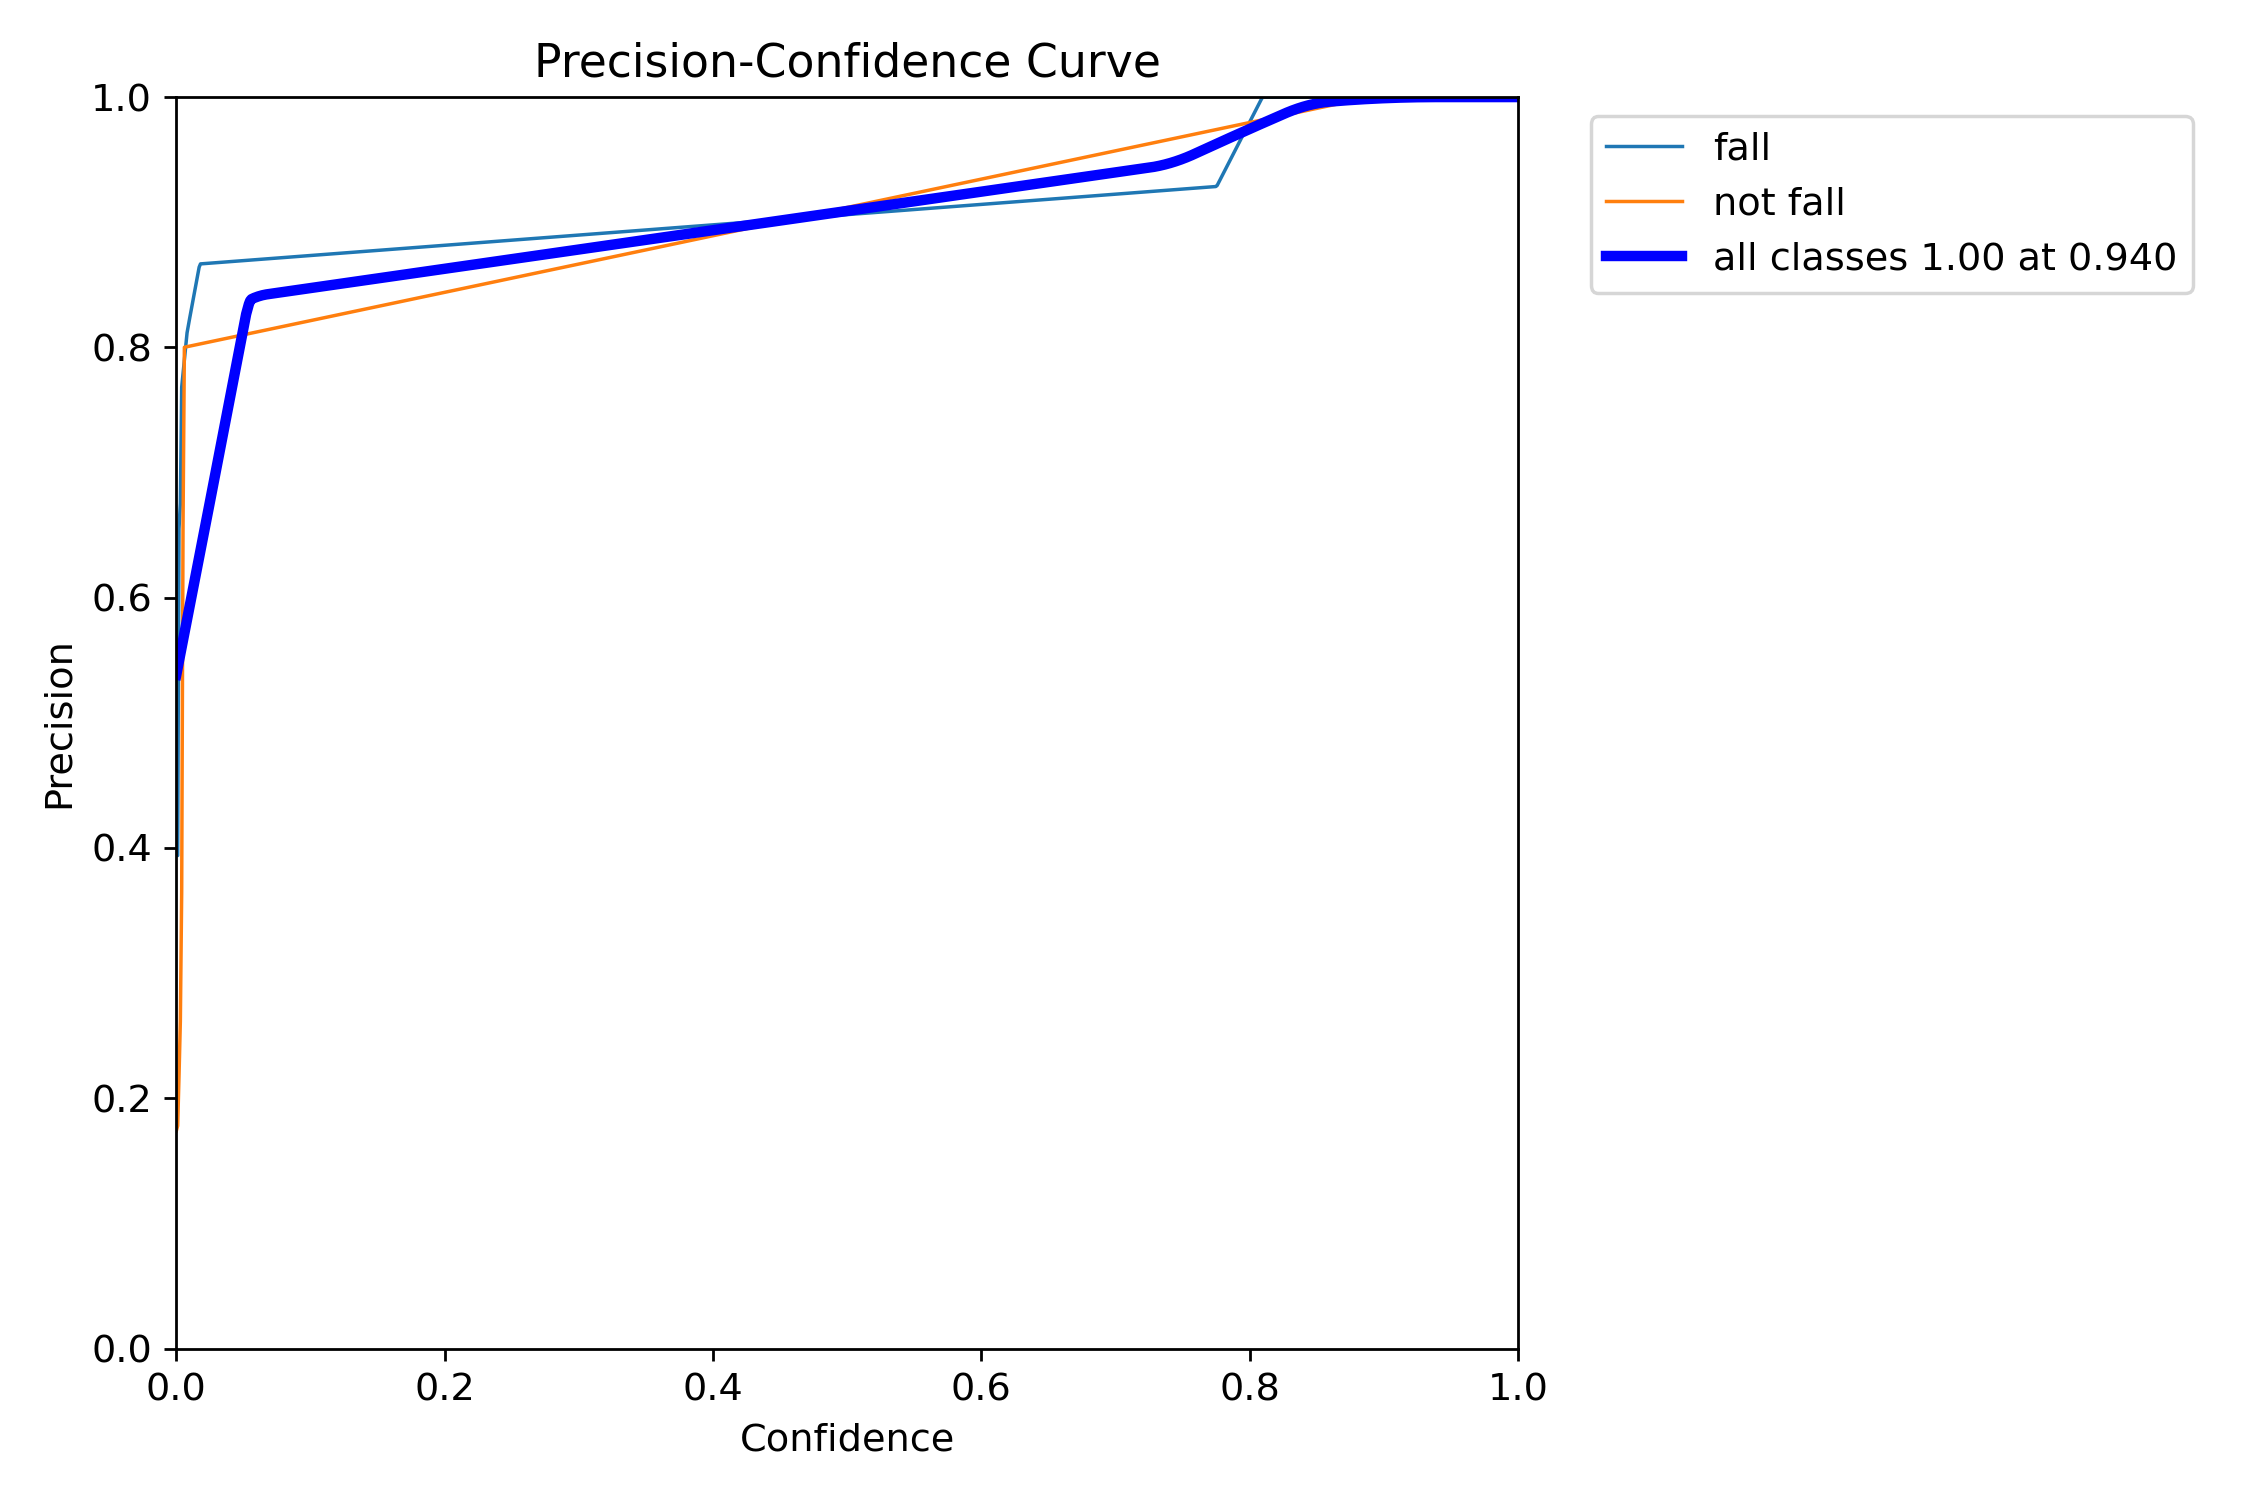 Precision-Confidence Curve
1.0
0.8
0.6
0.4
0.2
0.0
Precision
0.0 0.2 0.4 0.6 0.8 1.0
Confidence
fall
not fall
all classes 1.00 at 0.940